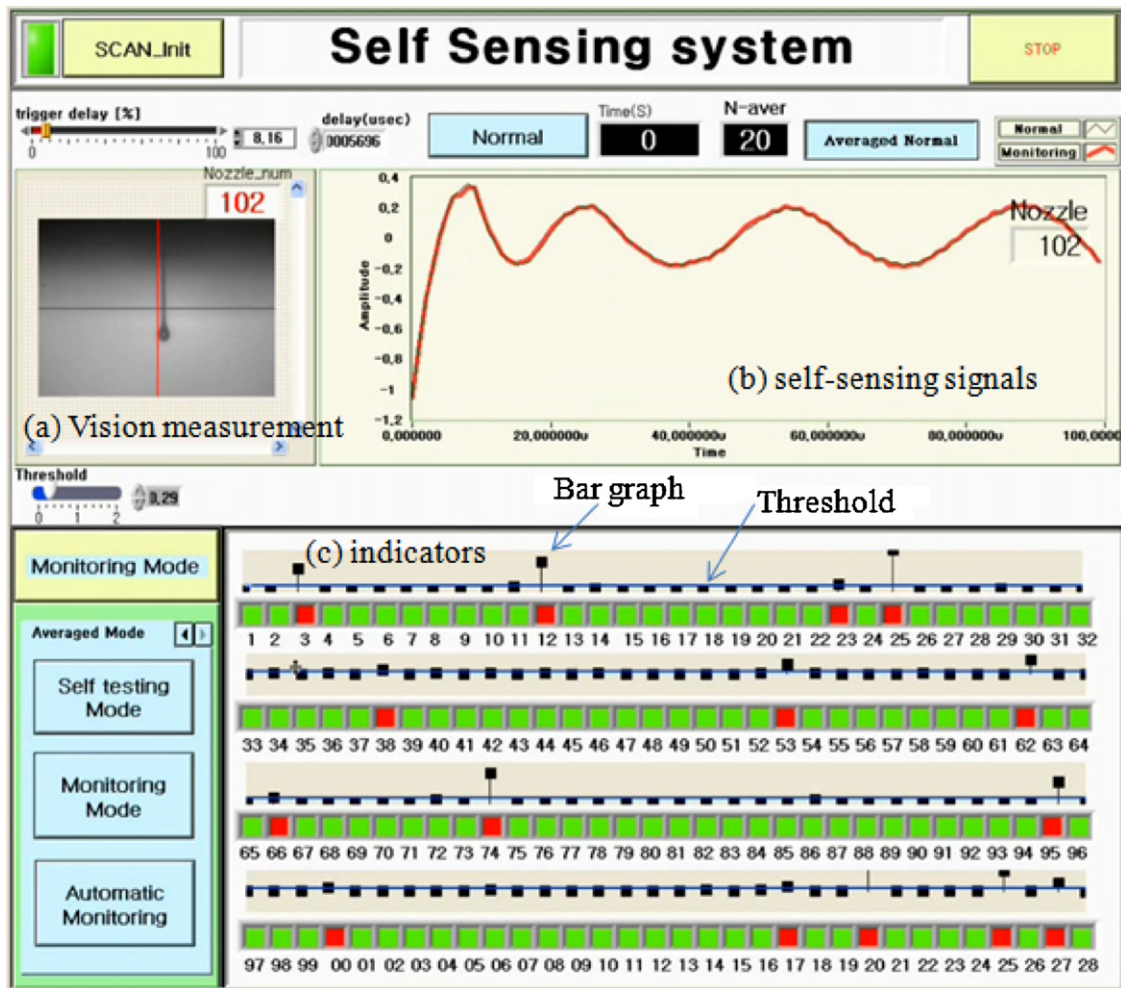 SCAN_Init
Self Sensing system
STOP
trigger delay [%]
0 100
8,16
delay(usec)
0005696
Normal
Time(S)
0
N-aver
20
Averaged Normal
Normal
Monitoring
Nozzle_num
102
(a) Vision measurement
0,4
0,2
0
-0,2
-0,4
-0,6
-0,8
-1
-1,2
Amplitude
Nozzle
102
(b) self-sensing signals
0,000000 20,000000u 40,000000u 60,000000u 80,000000u 100,0000
Time
Threshold
0 1 2
0,29
Bar graph
Threshold
Monitoring Mode
Averaged Mode
Self testing
Mode
Monitoring
Mode
Automatic
Monitoring
(c) indicators
1 2 3 4 5 6 7 8 9 10 11 12 13 14 15 16 17 18 19 20 21 22 23 24 25 26 27 28 29 30 31 32
33 34 35 36 37 38 39 40 41 42 43 44 45 46 47 48 49 50 51 52 53 54 55 56 57 58 59 60 61 62 63 64
65 66 67 68 69 70 71 72 73 74 75 76 77 78 79 80 81 82 83 84 85 86 87 88 89 90 91 92 93 94 95 96
97 98 99 00 01 02 03 04 05 06 07 08 09 10 11 12 13 14 15 16 17 18 19 20 21 22 23 24 25 26 27 28